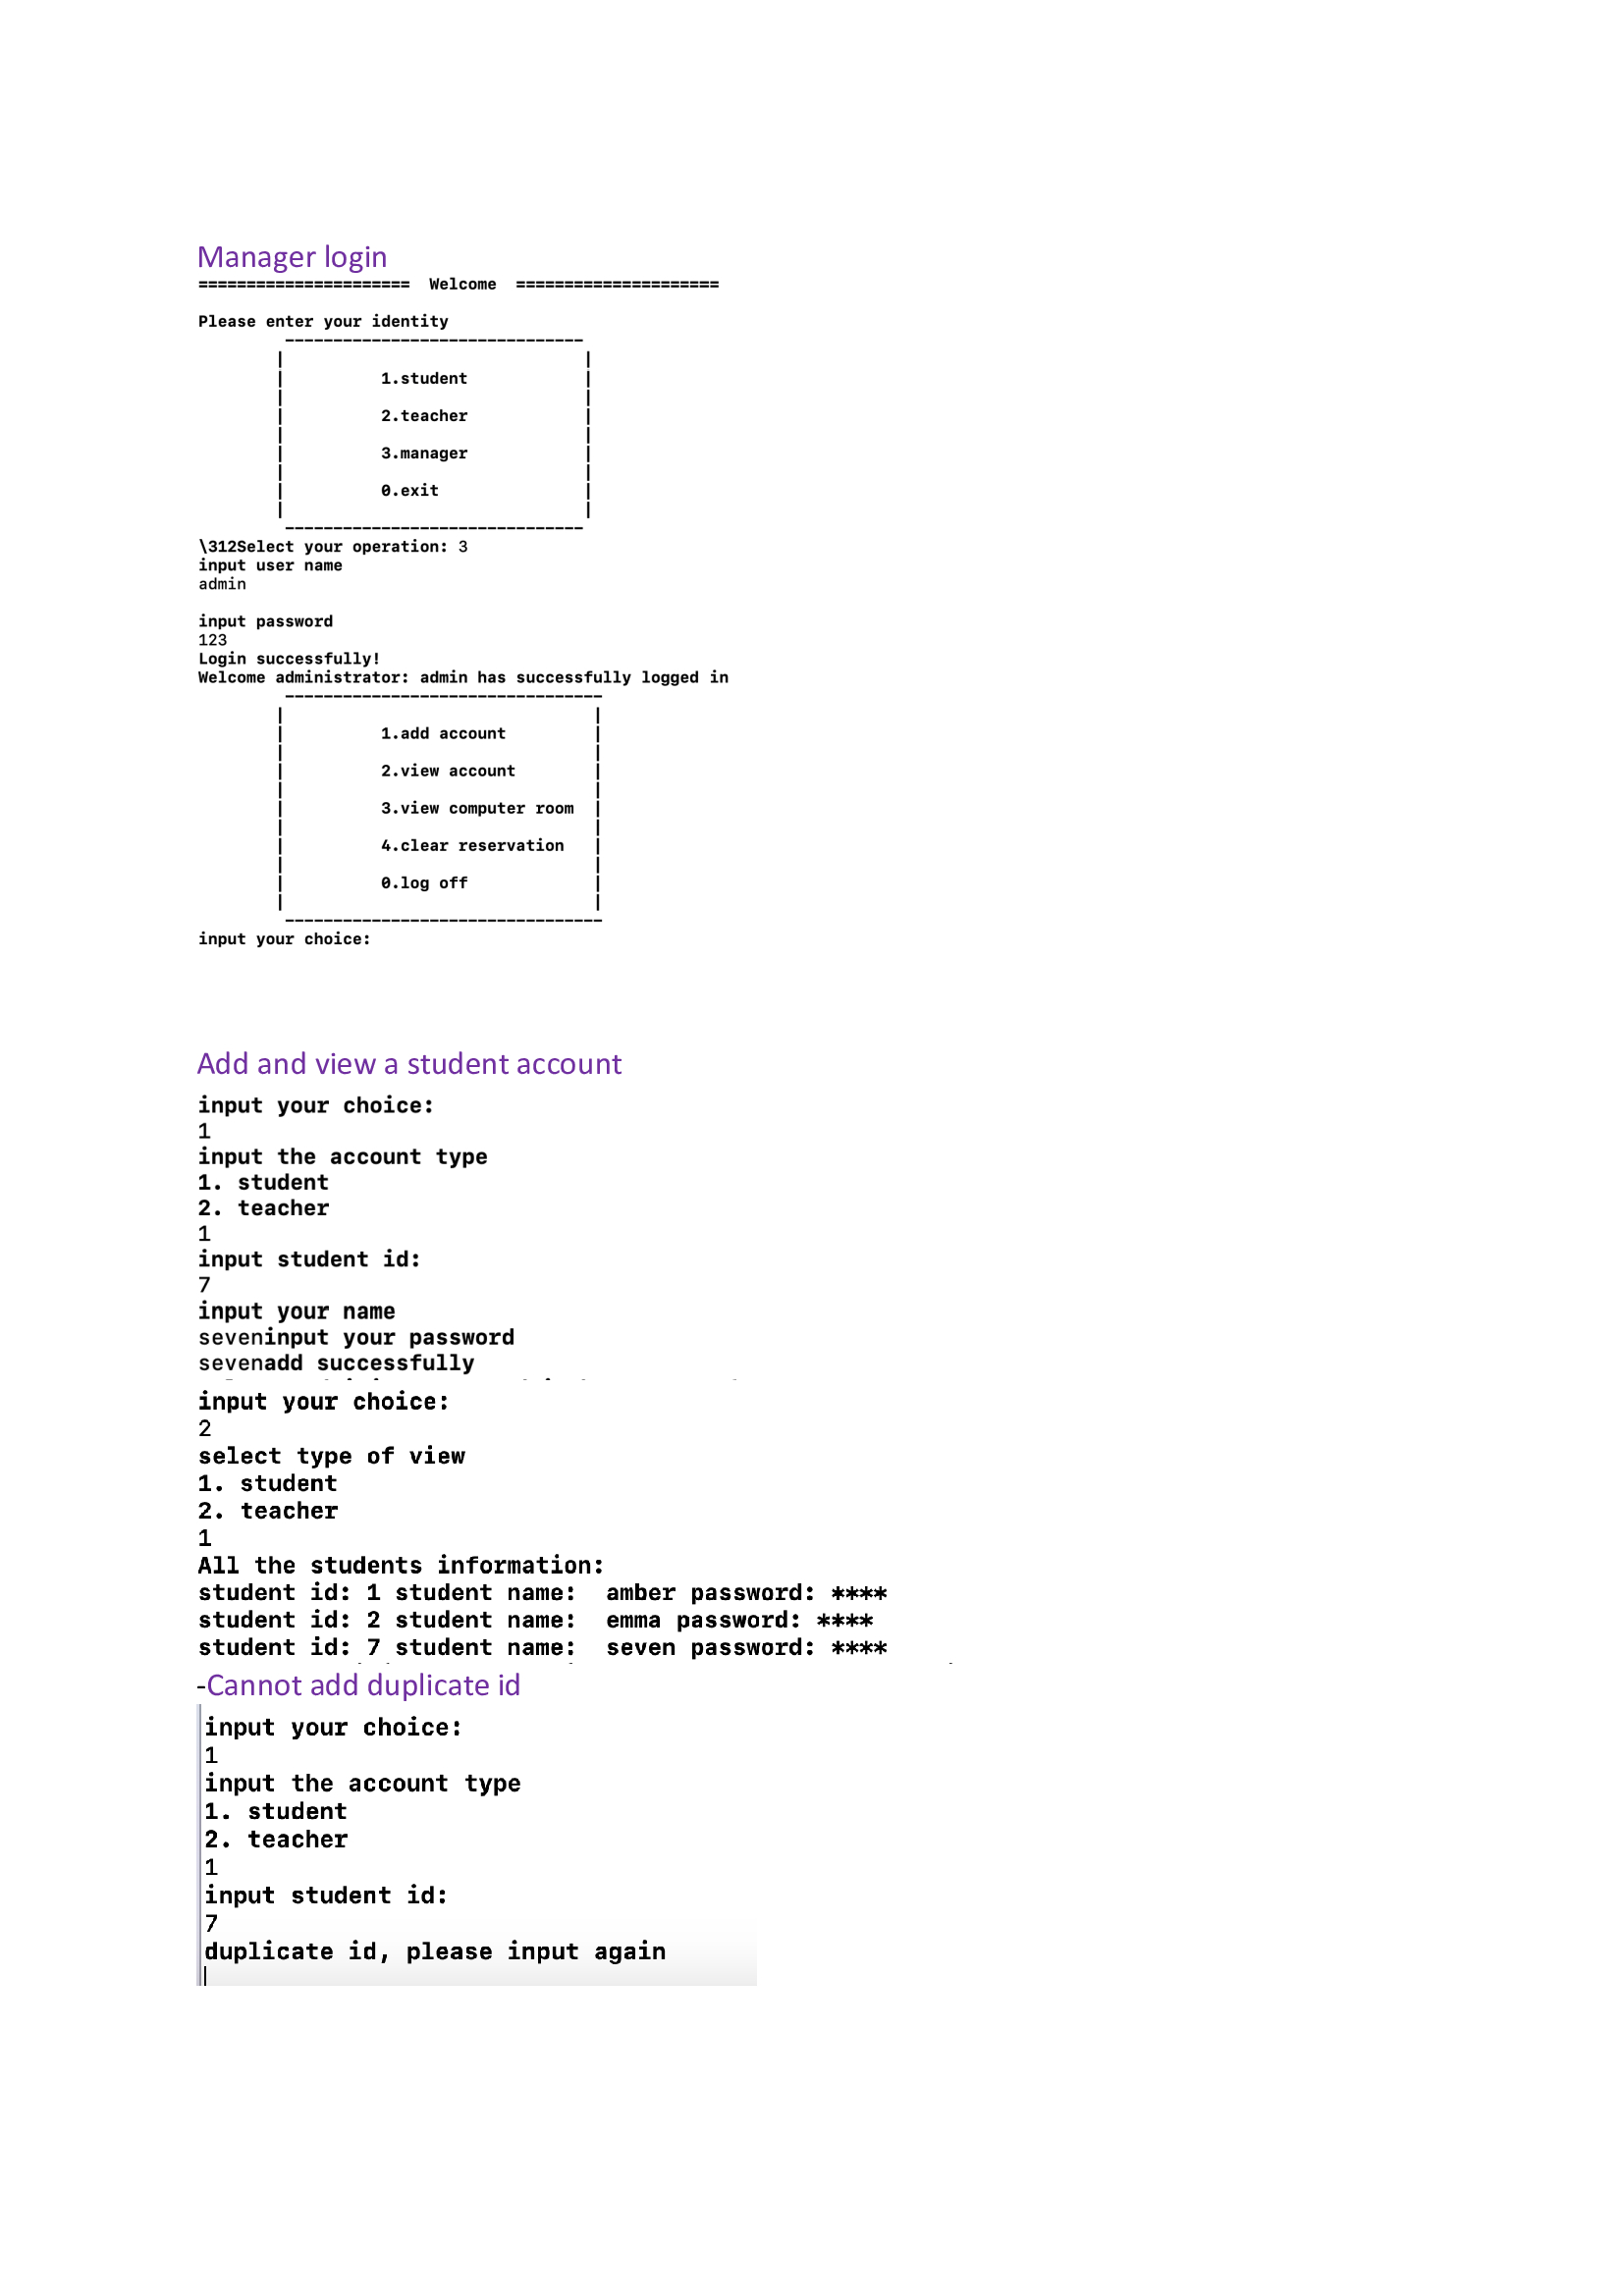 Manager login
====================== Welcome =====================
Please enter your identity
-------------------------------
| |
| 1.student |
| |
| 2.teacher |
| |
| 3.manager |
| |
| 0.exit |
| |
-------------------------------
\312Select your operation: 3
input user name
admin
input password
123
Login successfully!
Welcome administrator: admin has successfully logged in
---------------------------------
| |
| 1.add account |
| |
| 2.view account |
| |
| 3.view computer room |
| |
| 4.clear reservation |
| |
| 0.log off |
| |
---------------------------------
input your choice:
Add and view a student account
input your choice:
1
input the account type
1. student
2. teacher
1
input student id:
7
input your name
seveninput your password
sevenadd successfully
input your choice:
2
select type of view
1. student
2. teacher
1
All the students information:
student id: 1 student name:  amber password: ****
student id: 2 student name:  emma password: ****
student id: 7 student name:  seven password: ****
-Cannot add duplicate id
input your choice:
1
input the account type
1. student
2. teacher
1
input student id:
7
duplicate id, please input again